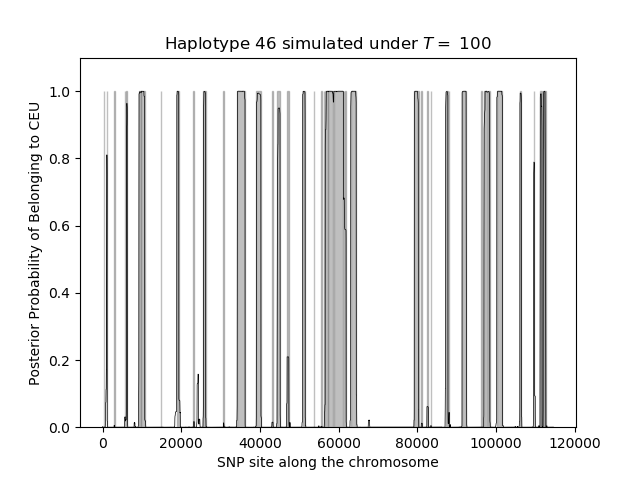 Haplotype 46 simulated under T = 100
Posterior Probability of Belonging to CEU
1.0
0.8
0.6
0.4
0.2
0.0
0 20000 40000 60000 80000 100000 120000
SNP site along the chromosome